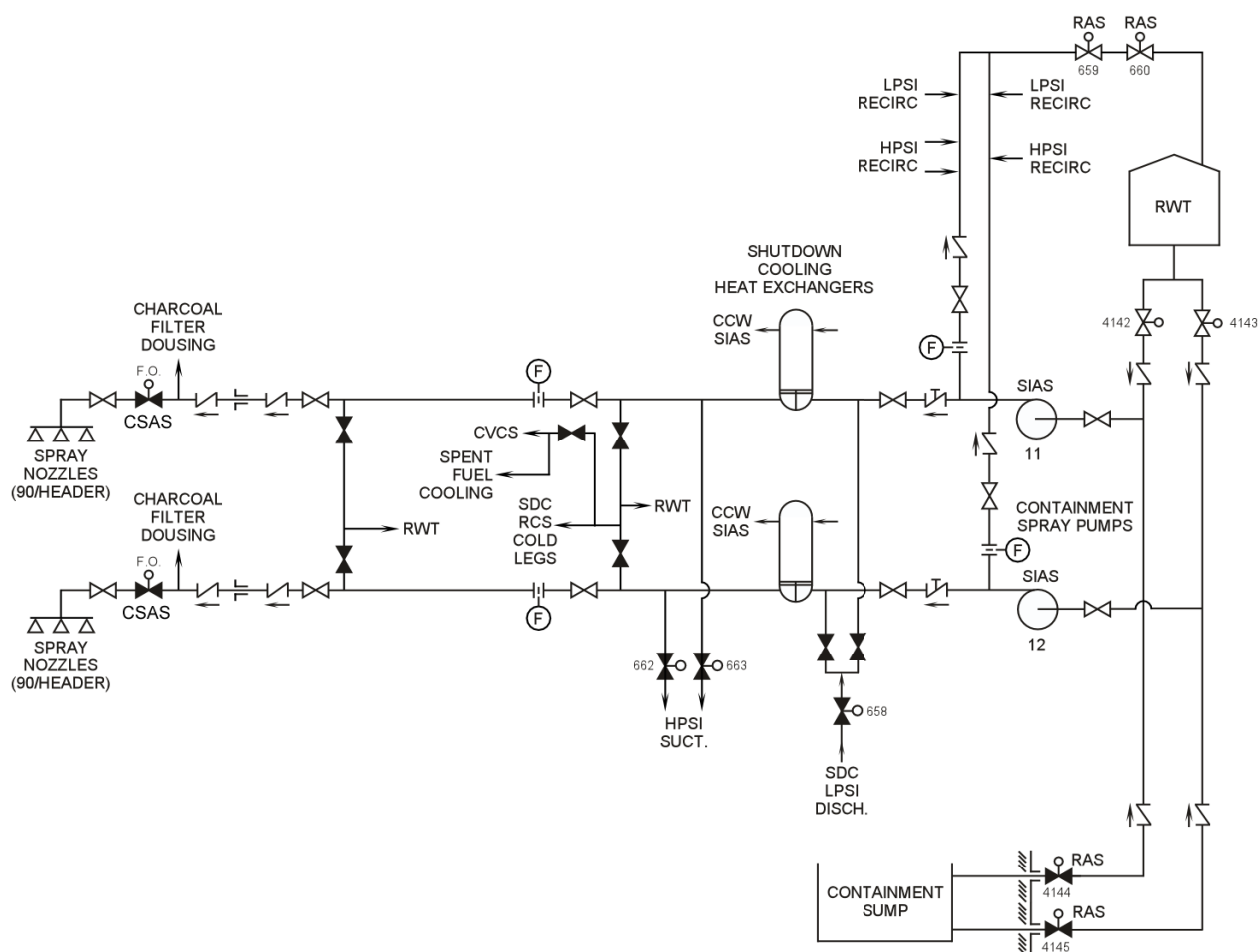 RAS
RAS
659
660
LPSI
RECIRC
LPSI
RECIRC
HPSI
RECIRC
HPSI
RECIRC
RWT
SHUTDOWN
COOLING
HEAT EXCHANGERS
CHARCOAL
FILTER
DOUSING
CCW
SIAS
4142
4143
F
F.O.
F
SIAS
CSAS
11
SPRAY
NOZZLES
(90/HEADER)
CVCS
SPENT
FUEL
COOLING
CHARCOAL
FILTER
DOUSING
RWT
SDC
RCS
COLD
LEGS
RWT
CCW
SIAS
CONTAINMENT
SPRAY PUMPS
F
F.O.
SIAS
CSAS
F
12
SPRAY
NOZZLES
(90/HEADER)
662
663
658
HPSI
SUCT.
SDC
LPSI
DISCH.
CONTAINMENT
SUMP
RAS
4144
RAS
4145